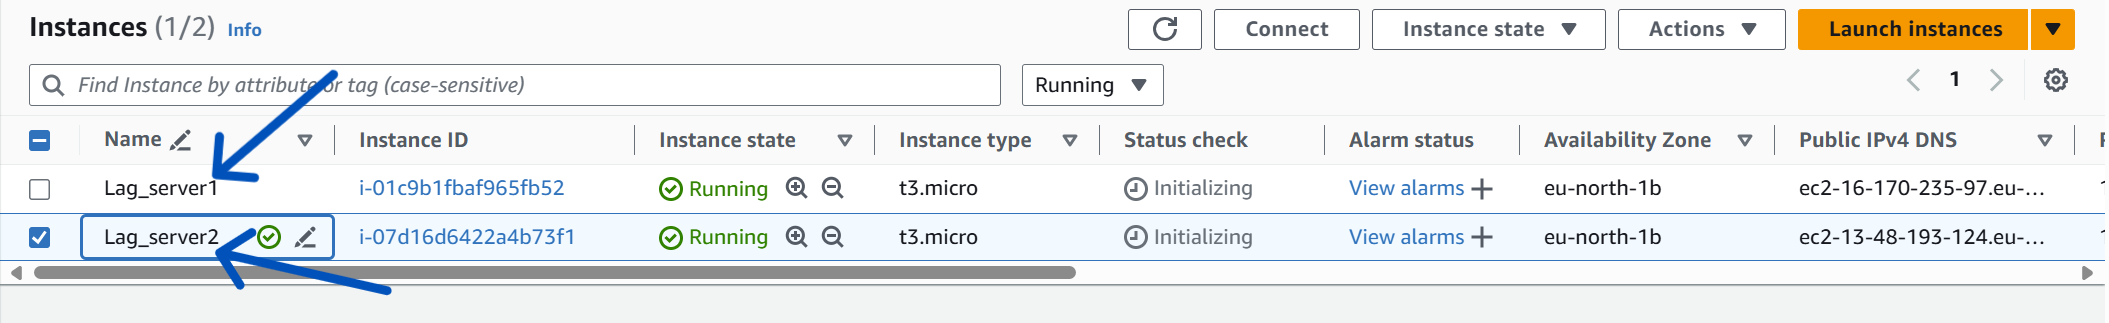 Instances (1/2) Info
Connect Instance state Actions Launch instances
Find Instance by attribute or tag (case-sensitive) Running 1
Name Instance ID Instance state Instance type Status check Alarm status Availability Zone Public IPv4 DNS
Lag_server1 i-01c9b1fbaf965fb52 Running t3.micro Initializing View alarms eu-north-1b ec2-16-170-235-97.eu-...
Lag_server2 i-07d16d6422a4b73f1 Running t3.micro Initializing View alarms eu-north-1b ec2-13-48-193-124.eu-...